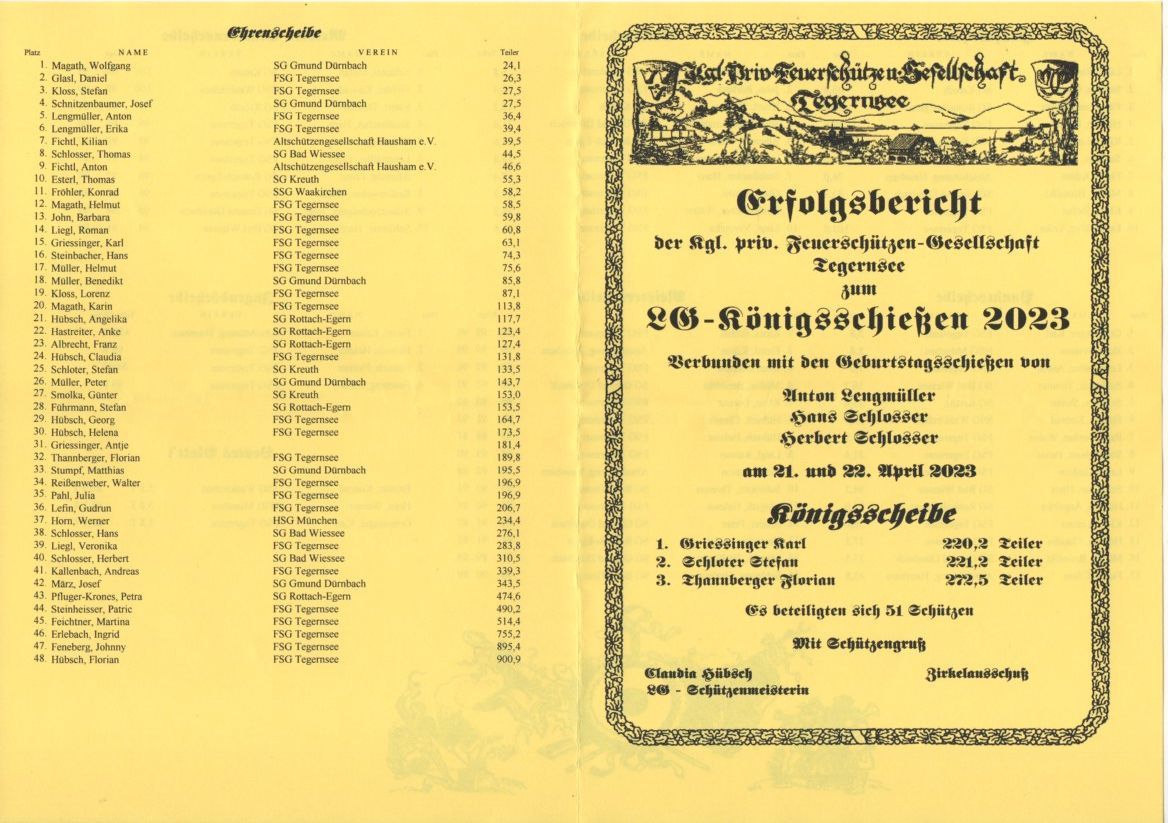 Ehrenscheibe
Platz NAME VEREIN Teiler
1. Magath, Wolfgang SG Gmund Dürnbach 24,1
2. Glasl, Daniel FSG Tegernsee 26,3
3. Kloss, Stefan FSG Tegernsee 27,5
4. Schnitzenbaumer, Josef SG Gmund Dürnbach 27,5
5. Lengmüller, Anton FSG Tegernsee 36,4
6. Lengmüller, Erika FSG Tegernsee 39,4
7. Fichtl, Kilian Altschützengesellschaft Hausham e.V. 39,5
8. Schlosser, Thomas SG Bad Wiessee 44,5
9. Fichtl, Anton Altschützengesellschaft Hausham e.V. 46,6
10. Esterl, Thomas SG Kreuth 55,3
11. Fröhler, Konrad SSG Waakirchen 58,2
12. Magath, Helmut FSG Tegernsee 58,5
13. John, Barbara FSG Tegernsee 59,8
14. Liegl, Roman FSG Tegernsee 60,8
15. Griessinger, Karl FSG Tegernsee 63,1
16. Steinbacher, Hans FSG Tegernsee 74,3
17. Müller, Helmut FSG Tegernsee 75,6
18. Müller, Benedikt SG Gmund Dürnbach 85,8
19. Kloss, Lorenz FSG Tegernsee 87,1
20. Magath, Karin FSG Tegernsee 113,8
21. Hübsch, Angelika SG Rottach-Egern 117,7
22. Hastreiter, Anke SG Rottach-Egern 123,4
23. Albrecht, Franz SG Rottach-Egern 127,4
24. Hübsch, Claudia FSG Tegernsee 131,8
25. Schloter, Stefan SG Kreuth 133,5
26. Müller, Peter SG Gmund Dürnbach 143,7
27. Smolka, Günter SG Kreuth 153,0
28. Führmann, Stefan SG Rottach-Egern 153,5
29. Hübsch, Georg FSG Tegernsee 164,7
30. Hübsch, Helena FSG Tegernsee 173,5
31. Griessinger, Antje 181,4
32. Thannberger, Florian FSG Tegernsee 189,8
33. Stumpf, Matthias SG Gmund Dürnbach 195,5
34. Reißenweber, Walter FSG Tegernsee 196,9
35. Pahl, Julia FSG Tegernsee 196,9
36. Lefin, Gudrun FSG Tegernsee 206,7
37. Horn, Werner HSG München 234,4
38. Schlosser, Hans SG Bad Wiessee 276,1
39. Liegl, Veronika FSG Tegernsee 283,8
40. Schlosser, Herbert SG Bad Wiessee 310,5
41. Kallenbach, Andreas FSG Tegernsee 339,3
42. März, Josef SG Gmund Dürnbach 343,5
43. Pfluger-Krones, Petra SG Rottach-Egern 474,6
44. Steinheisser, Patric FSG Tegernsee 490,2
45. Feichtner, Martina FSG Tegernsee 514,4
46. Erlebach, Ingrid FSG Tegernsee 755,2
47. Feneberg, Johnny FSG Tegernsee 895,4
48. Hübsch, Florian FSG Tegernsee 900,9
Kgl. Priv. Feuerschützen-Gesellschaft
Tegernsee
Erfolgsbericht
der Kgl. priv. Feuerschützen-Gesellschaft
Tegernsee
zum
LG-Königsschießen 2023
Verbunden mit den Geburtstagsschießen von
Anton Lengmüller
Hans Schlosser
Herbert Schlosser
am 21. und 22. April 2023
Königsscheibe
1. Griessinger Karl 220,2 Teiler
2. Schloter Stefan 221,2 Teiler
3. Thannberger Florian 272,5 Teiler
Es beteiligten sich 51 Schützen
Mit Schützengruß
Claudia Hübsch Zirkelausschuß
LG - Schützenmeisterin